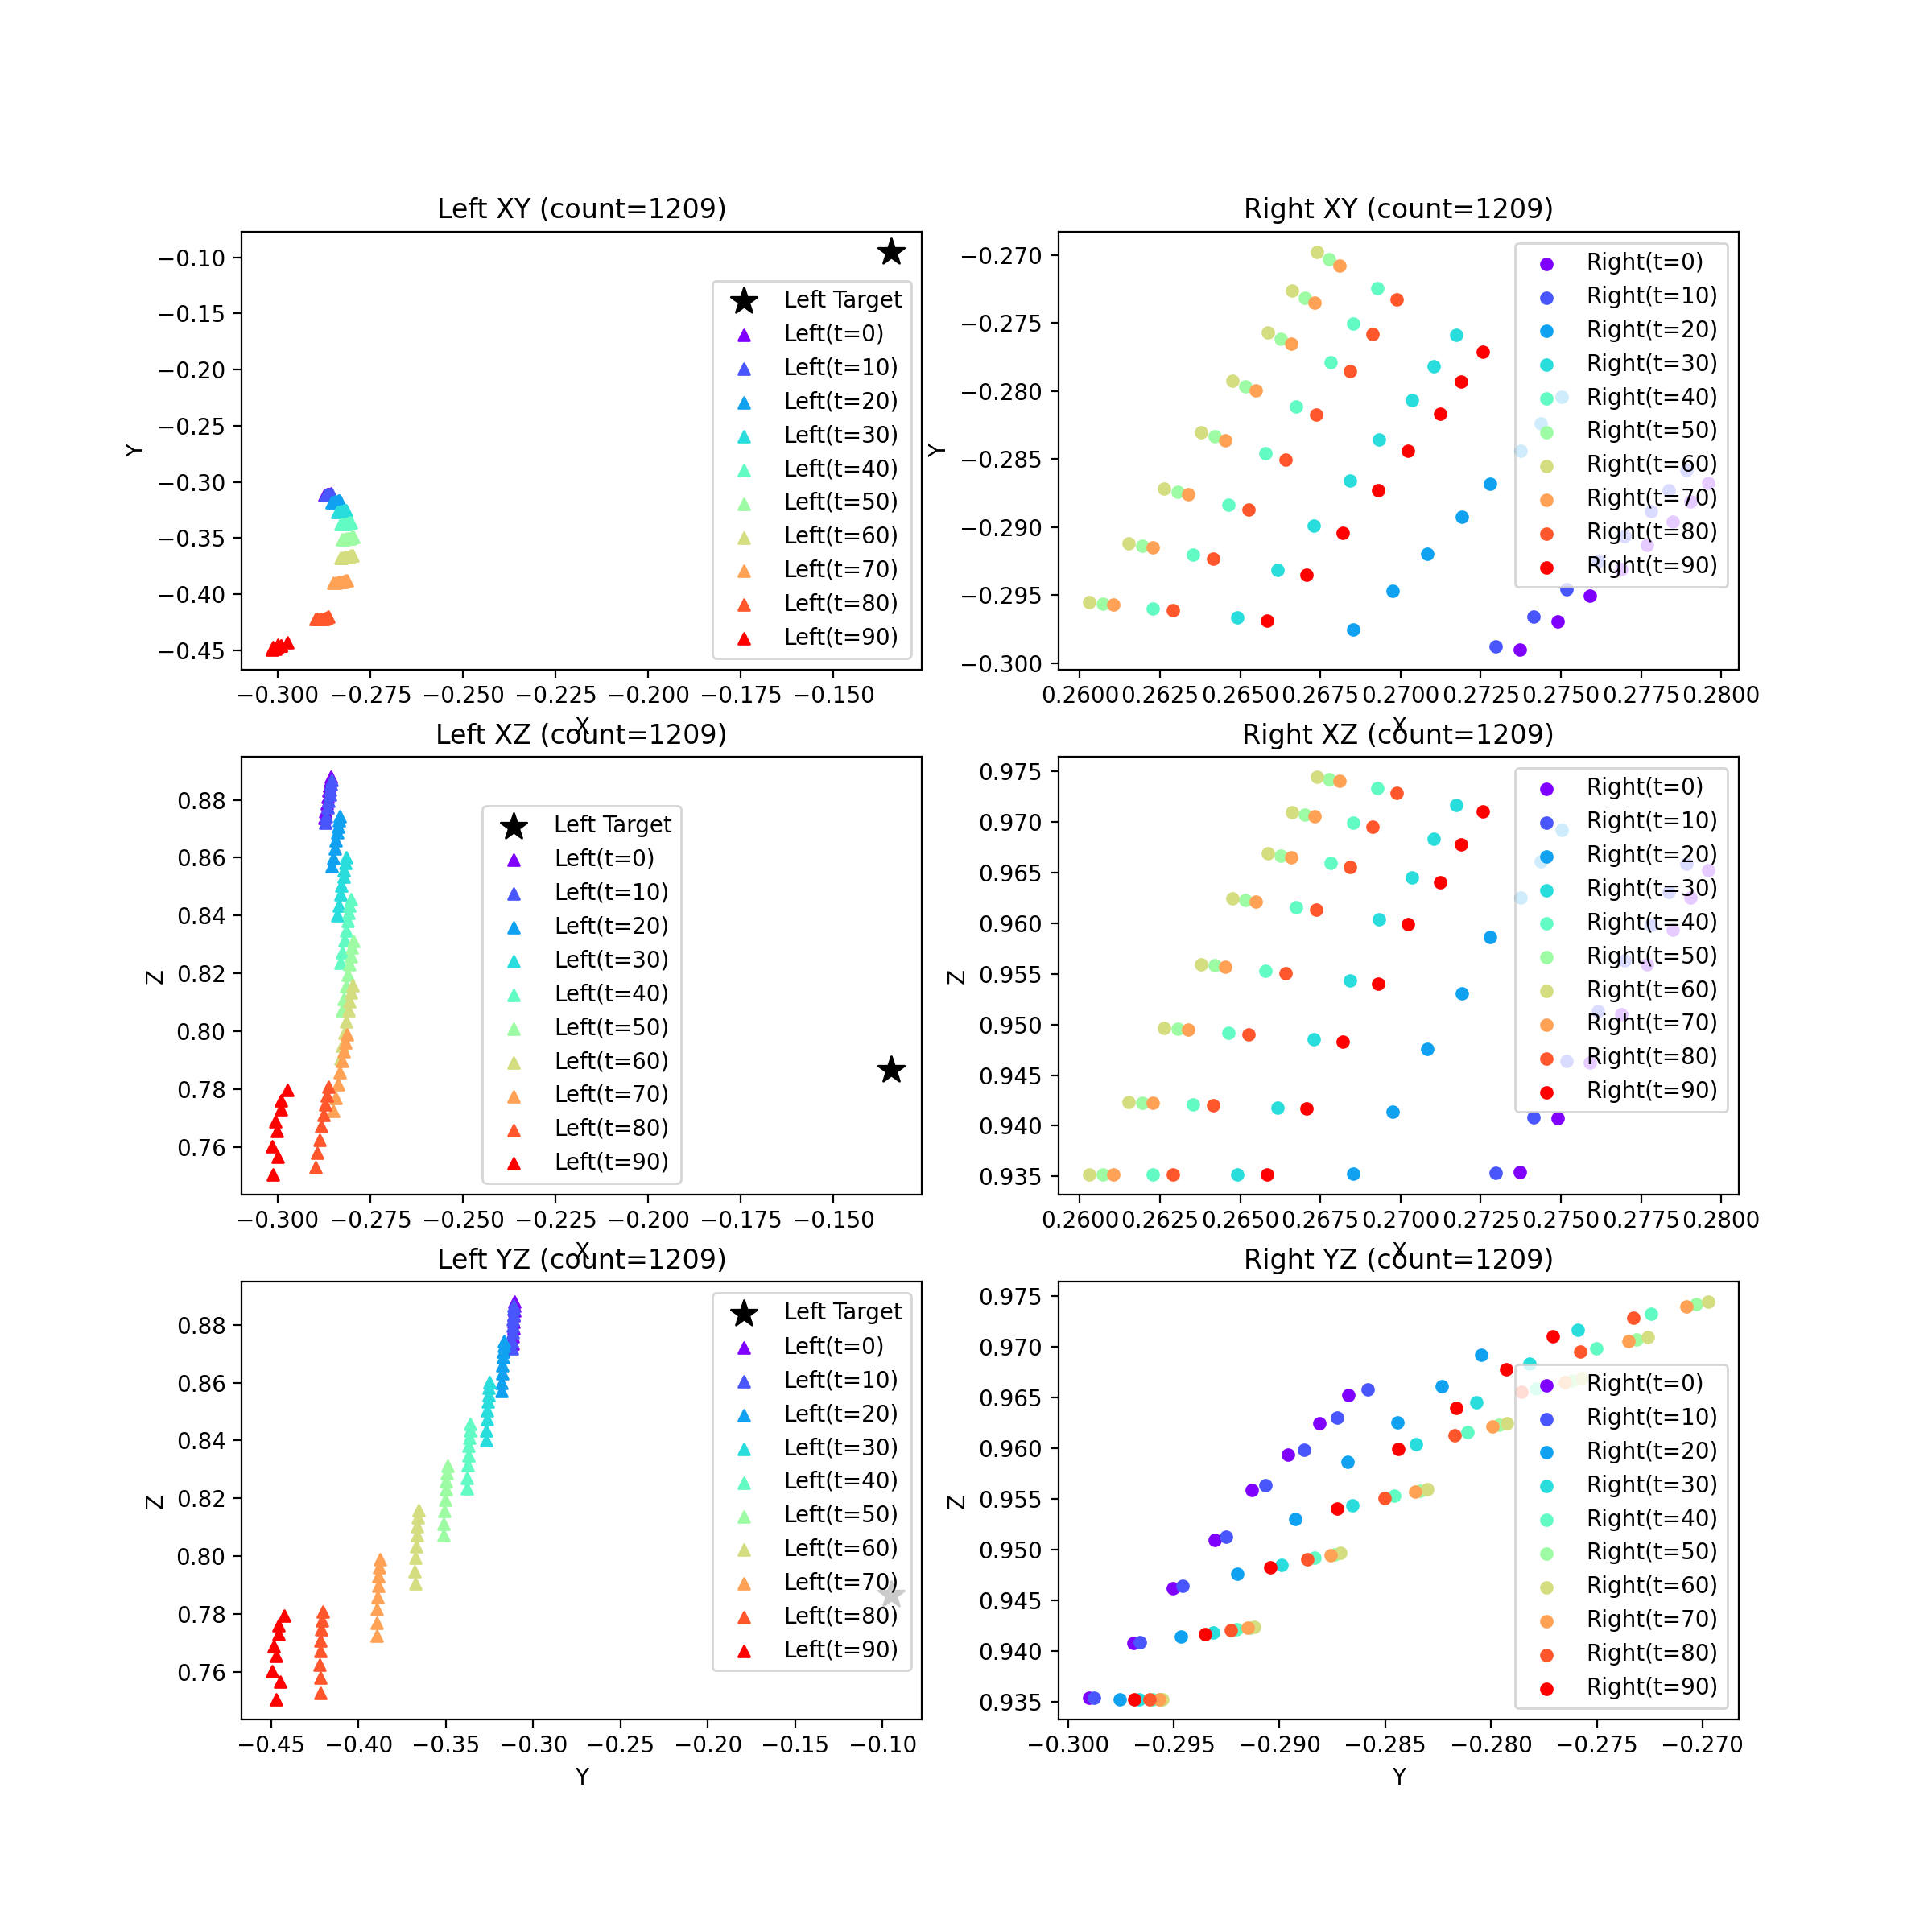 Left XY (count=1209)
−0.10
−0.15
−0.20
−0.25
−0.30
−0.35
−0.40
−0.45
Y
Left Target
Left(t=0)
Left(t=10)
Left(t=20)
Left(t=30)
Left(t=40)
Left(t=50)
Left(t=60)
Left(t=70)
Left(t=80)
Left(t=90)
−0.300 −0.275 −0.250 −0.225 −0.200 −0.175 −0.150
X
Right XY (count=1209)
−0.270
−0.275
−0.280
−0.285
−0.290
−0.295
−0.300
Y
Right(t=0)
Right(t=10)
Right(t=20)
Right(t=30)
Right(t=40)
Right(t=50)
Right(t=60)
Right(t=70)
Right(t=80)
Right(t=90)
0.2600 0.2625 0.2650 0.2675 0.2700 0.2725 0.2750 0.2775 0.2800
X
Left XZ (count=1209)
0.88
0.86
0.84
0.82
0.80
0.78
0.76
Z
Left Target
Left(t=0)
Left(t=10)
Left(t=20)
Left(t=30)
Left(t=40)
Left(t=50)
Left(t=60)
Left(t=70)
Left(t=80)
Left(t=90)
−0.300 −0.275 −0.250 −0.225 −0.200 −0.175 −0.150
X
Right XZ (count=1209)
0.975
0.970
0.965
0.960
0.955
0.950
0.945
0.940
0.935
Z
Right(t=0)
Right(t=10)
Right(t=20)
Right(t=30)
Right(t=40)
Right(t=50)
Right(t=60)
Right(t=70)
Right(t=80)
Right(t=90)
0.2600 0.2625 0.2650 0.2675 0.2700 0.2725 0.2750 0.2775 0.2800
X
Left YZ (count=1209)
0.88
0.86
0.84
0.82
0.80
0.78
0.76
Z
Left Target
Left(t=0)
Left(t=10)
Left(t=20)
Left(t=30)
Left(t=40)
Left(t=50)
Left(t=60)
Left(t=70)
Left(t=80)
Left(t=90)
−0.45 −0.40 −0.35 −0.30 −0.25 −0.20 −0.15 −0.10
Y
Right YZ (count=1209)
0.975
0.970
0.965
0.960
0.955
0.950
0.945
0.940
0.935
Z
Right(t=0)
Right(t=10)
Right(t=20)
Right(t=30)
Right(t=40)
Right(t=50)
Right(t=60)
Right(t=70)
Right(t=80)
Right(t=90)
−0.300 −0.295 −0.290 −0.285 −0.280 −0.275 −0.270
Y